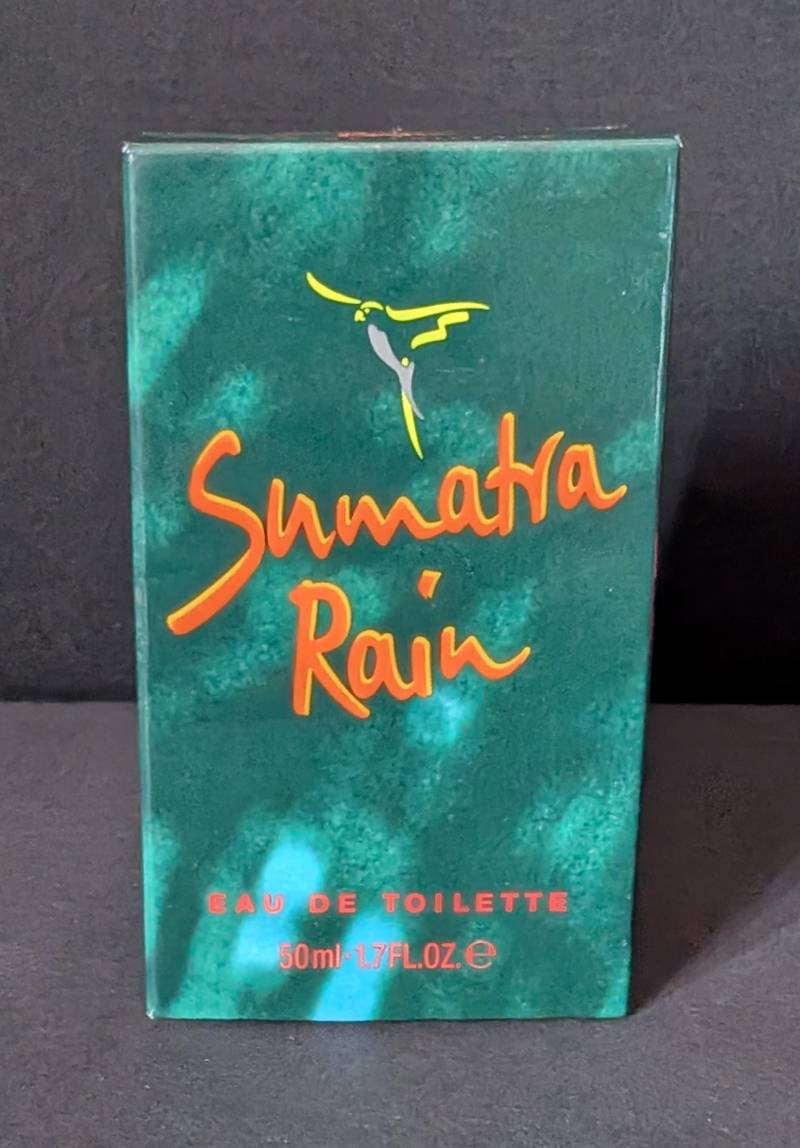 Sumatra
Rain
EAU DE TOILETTE
50ml·1.7FL.OZ.℮